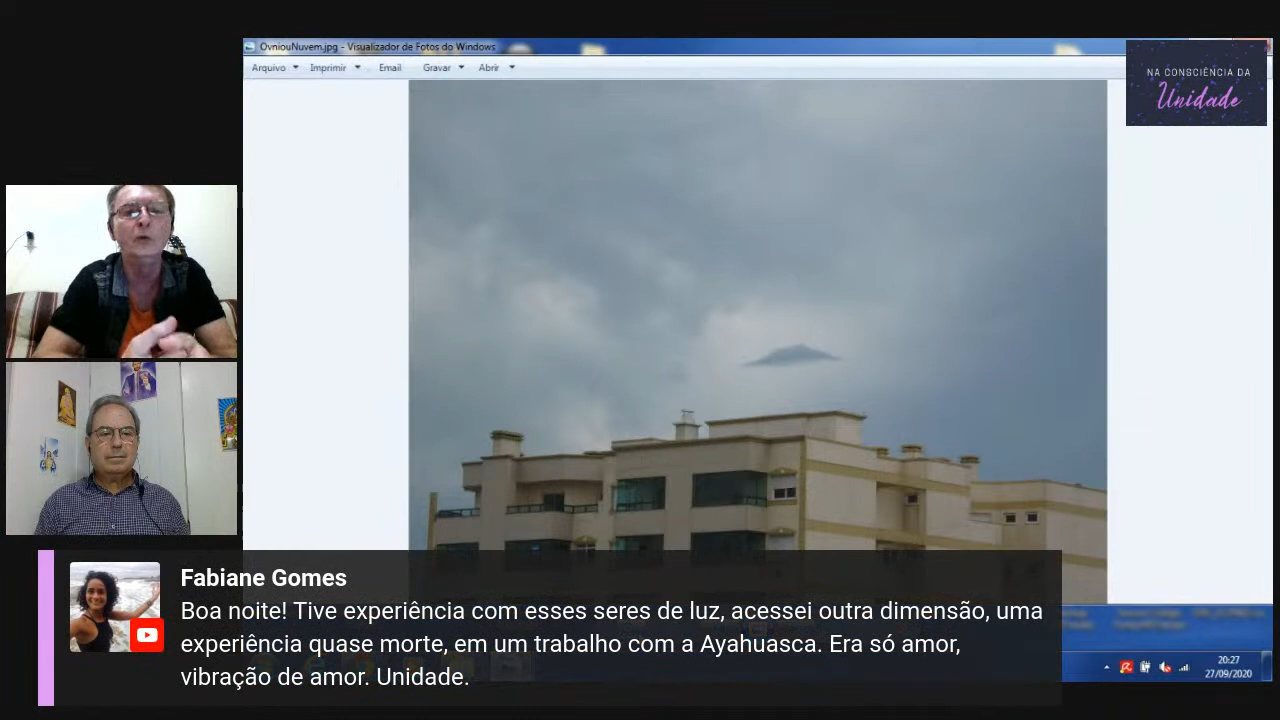 OvniouNuvem.jpg - Visualizador de Fotos do Windows
Arquivo Imprimir Email Gravar Abrir
NA CONSCIÊNCIA DA
Unidade
Fabiane Gomes
Boa noite! Tive experiência com esses seres de luz, acessei outra dimensão, uma
experiência quase morte, em um trabalho com a Ayahuasca. Era só amor,
vibração de amor. Unidade.
20:27
27/09/2020